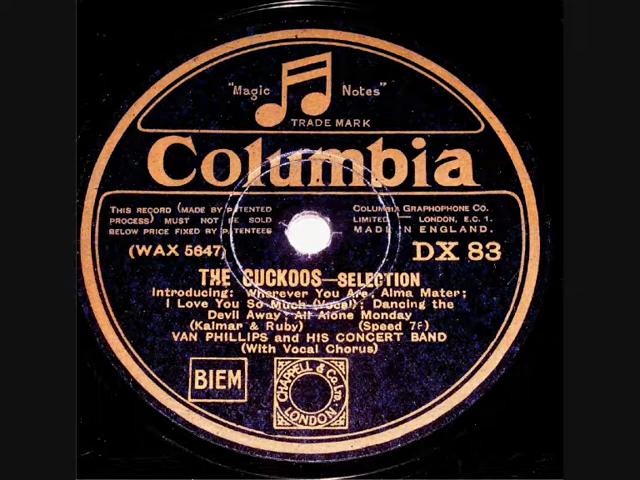 "Magic Notes"
TRADE MARK
Columbia
THIS RECORD (MADE BY PATENTED
PROCESS) MUST NOT BE SOLD
BELOW PRICE FIXED BY PATENTEES
COLUMBIA GRAPHOPHONE CO.
LIMITED, — LONDON, E.C. 1.
MADE IN ENGLAND.
(WAX 5647)
DX 83
THE CUCKOOS—SELECTION
Introducing: Wherever You Are, Alma Mater;
I Love You So Much (Vocal); Dancing the
Devil Away; All Alone Monday
(Kalmar & Ruby) (Speed 78)
VAN PHILLIPS and HIS CONCERT BAND
(With Vocal Chorus)
BIEM
CHAPPELL & Co Ltd.
LONDON